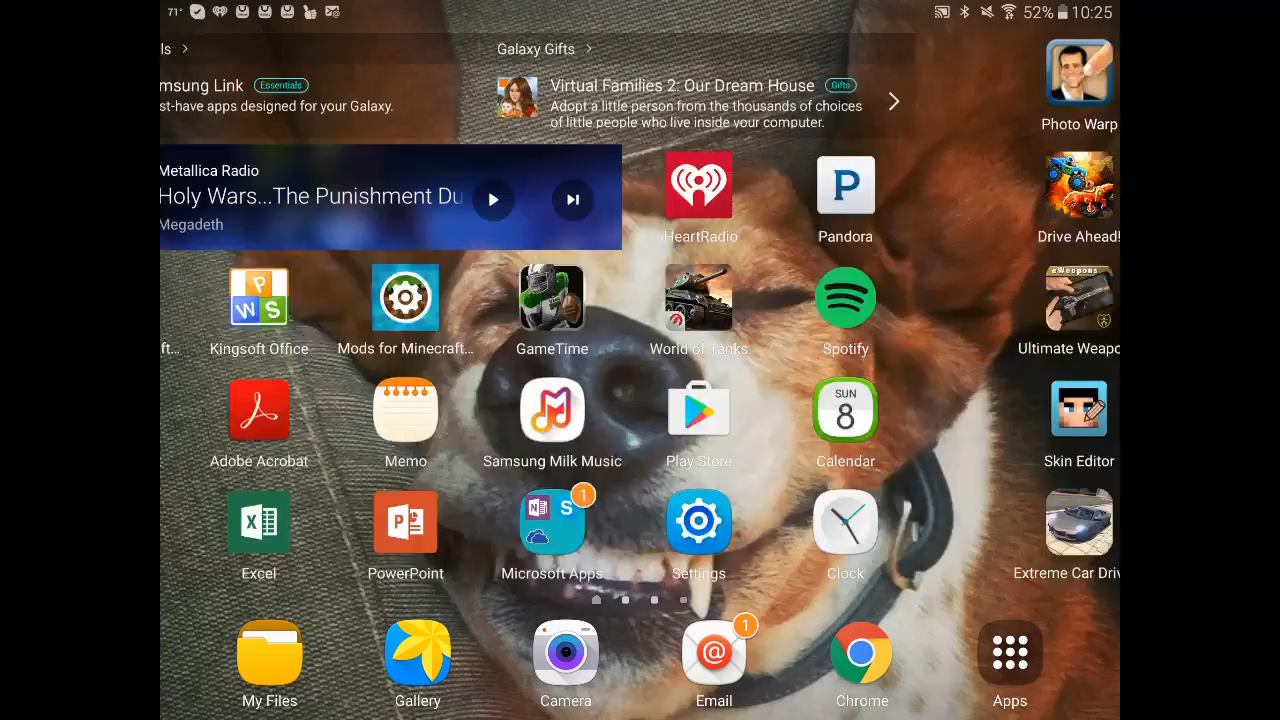 71° 52% 10:25
ls > Galaxy Gifts >
msung Link Essentials
st-have apps designed for your Galaxy.
Virtual Families 2: Our Dream House Gifts
Adopt a little person from the thousands of choices
of little people who live inside your computer.
Photo Warp
Metallica Radio
Holy Wars...The Punishment Du
Megadeth
HeartRadio
P
Pandora
Drive Ahead!
P
W S
eWeapons
ft...
Kingsoft Office
Mods for Minecraft...
GameTime
World of Tanks
Spotify
Ultimate Weapo
SUN
8
Adobe Acrobat
Memo
Samsung Milk Music
Play Store
Calendar
Skin Editor
X
P
N S 1
Excel
PowerPoint
Microsoft Apps
Settings
Clock
Extreme Car Driv
@ 1
My Files
Gallery
Camera
Email
Chrome
Apps